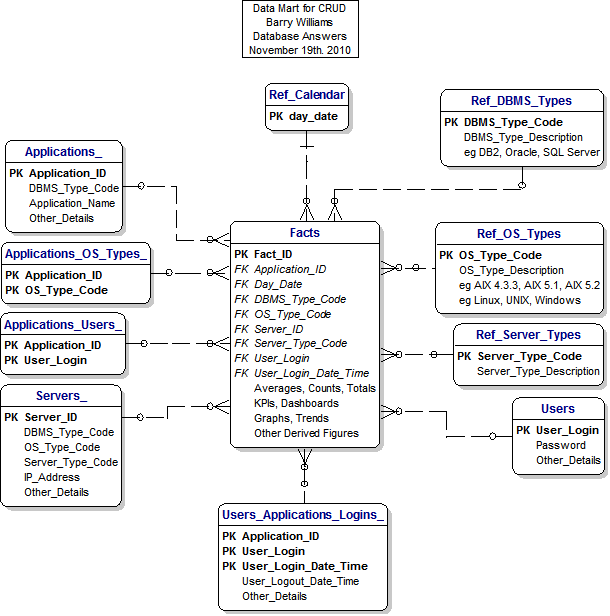 Data Mart for CRUD
Barry Williams
Database Answers
November 19th. 2010
Ref_Calendar
PK day_date
Ref_DBMS_Types
PK DBMS_Type_Code
DBMS_Type_Description
eg DB2, Oracle, SQL Server
Applications_
PK Application_ID
DBMS_Type_Code
Application_Name
Other_Details
Applications_OS_Types_
PK Application_ID
PK OS_Type_Code
Applications_Users_
PK Application_ID
PK User_Login
Servers_
PK Server_ID
DBMS_Type_Code
OS_Type_Code
Server_Type_Code
IP_Address
Other_Details
Facts
PK Fact_ID
FK Application_ID
FK Day_Date
FK DBMS_Type_Code
FK OS_Type_Code
FK Server_ID
FK Server_Type_Code
FK User_Login
FK User_Login_Date_Time
Averages, Counts, Totals
KPIs, Dashboards
Graphs, Trends
Other Derived Figures
Ref_OS_Types
PK OS_Type_Code
OS_Type_Description
eg AIX 4.3.3, AIX 5.1, AIX 5.2
eg Linux, UNIX, Windows
Ref_Server_Types
PK Server_Type_Code
Server_Type_Description
Users
PK User_Login
Password
Other_Details
Users_Applications_Logins_
PK Application_ID
PK User_Login
PK User_Login_Date_Time
User_Logout_Date_Time
Other_Details